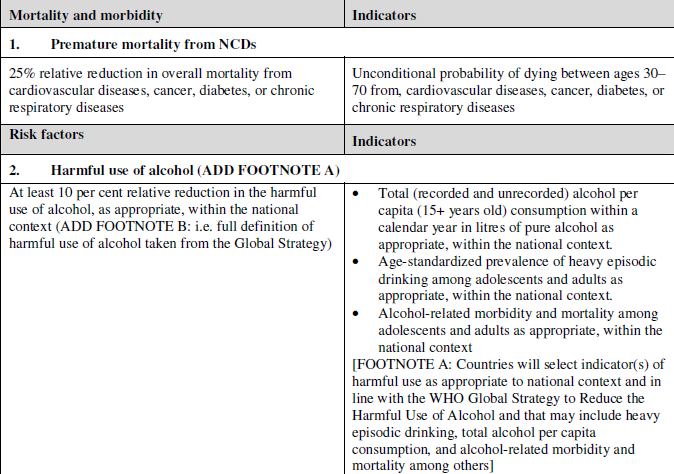 Mortality and morbidity
Indicators
1. Premature mortality from NCDs
25% relative reduction in overall mortality from
cardiovascular diseases, cancer, diabetes, or chronic
respiratory diseases
Unconditional probability of dying between ages 30–
70 from, cardiovascular diseases, cancer, diabetes, or
chronic respiratory diseases
Risk factors
Indicators
2. Harmful use of alcohol (ADD FOOTNOTE A)
At least 10 per cent relative reduction in the harmful
use of alcohol, as appropriate, within the national
context (ADD FOOTNOTE B: i.e. full definition of
harmful use of alcohol taken from the Global Strategy)
• Total (recorded and unrecorded) alcohol per
capita (15+ years old) consumption within a
calendar year in litres of pure alcohol as
appropriate, within the national context.
• Age-standardized prevalence of heavy episodic
drinking among adolescents and adults as
appropriate, within the national context.
• Alcohol-related morbidity and mortality among
adolescents and adults as appropriate, within the
national context
[FOOTNOTE A: Countries will select indicator(s) of
harmful use as appropriate to national context and in
line with the WHO Global Strategy to Reduce the
Harmful Use of Alcohol and that may include heavy
episodic drinking, total alcohol per capita
consumption, and alcohol-related morbidity and
mortality among others]